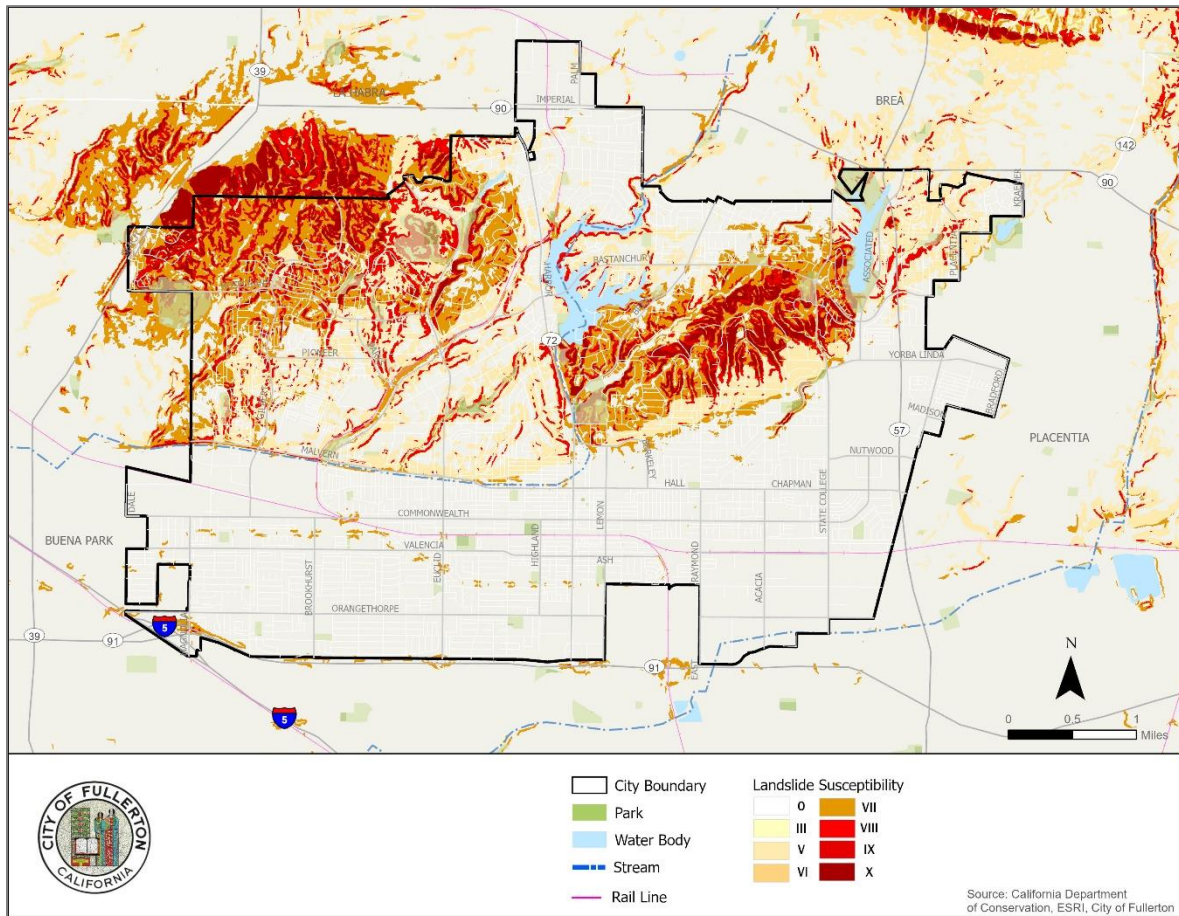 39
LA HABRA
PALM
IMPERIAL
90
BREA
142
90
KRAEMER
PLACENTIA
ASSOCIATED
BASTANCHURY
HARBOR
72
PIONEER
YORBA LINDA
BRADFORD
MADISON
57
PLACENTIA
NUTWOOD
MALVERN
BERKELEY
HALL
CHAPMAN
STATE COLLEGE
DALE
COMMONWEALTH
LEMON
BUENA PARK
VALENCIA
EUCLID
HIGHLAND
ASH
RAYMOND
ACACIA
BROOKHURST
ORANGETHORPE
MAGNOLIA
5
39
91
91
EAST
5
N
0 0.5 1
Miles
CITY OF FULLERTON
CALIFORNIA
City Boundary
Park
Water Body
Stream
Rail Line
Landslide Susceptibility
O
III
V
VI
VII
VIII
IX
X
Source: California Department
of Conservation, ESRI, City of Fullerton